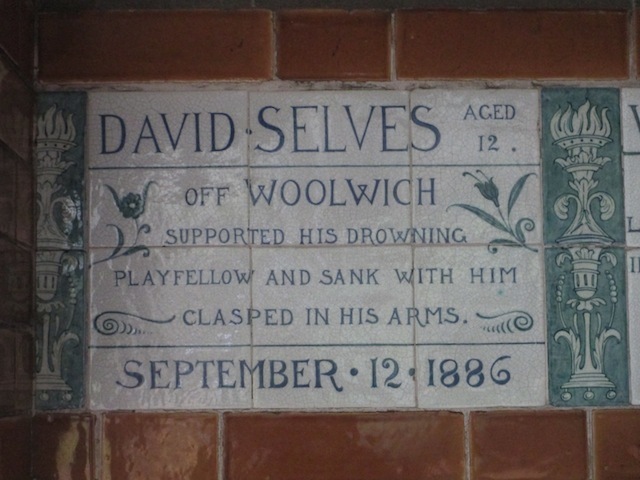 DAVID · SELVES AGED 12.
OFF WOOLWICH
SUPPORTED HIS DROWNING
PLAYFELLOW AND SANK WITH HIM
CLASPED IN HIS ARMS.
SEPTEMBER · 12 · 1886